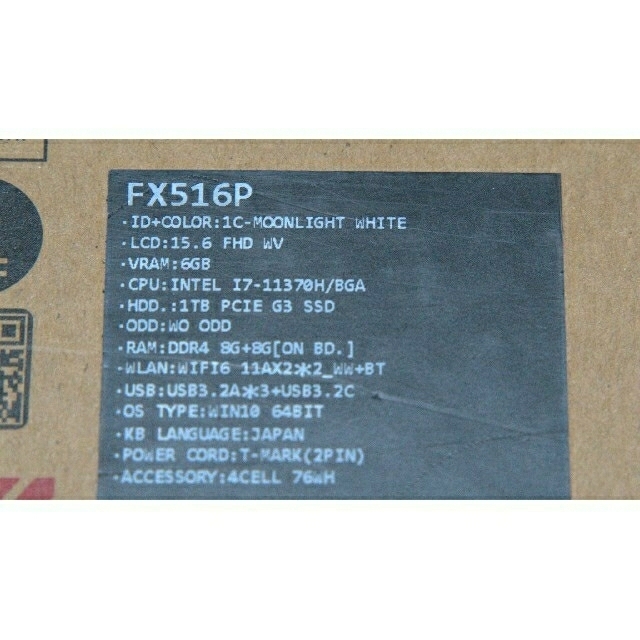 FX516P
·ID+COLOR:1C-MOONLIGHT WHITE
·LCD:15.6 FHD WV
·VRAM:6GB
·CPU:INTEL I7-11370H/BGA
·HDD.:1TB PCIE G3 SSD
·ODD:WO ODD
·RAM:DDR4 8G+8G[ON BD.]
·WLAN:WIFI6 11AX2*2_WW+BT
·USB:USB3.2A*3+USB3.2C
·OS TYPE:WIN10 64BIT
·KB LANGUAGE:JAPAN
·POWER CORD:T-MARK(2PIN)
·ACCESSORY:4CELL 76WH